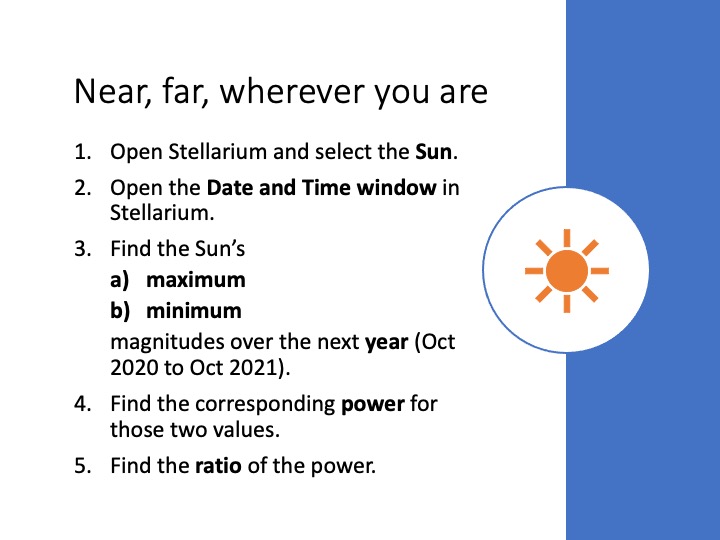 Near, far, wherever you are
1. Open Stellarium and select the Sun.
2. Open the Date and Time window in
Stellarium.
3. Find the Sun’s
a) maximum
b) minimum
magnitudes over the next year (Oct
2020 to Oct 2021).
4. Find the corresponding power for
those two values.
5. Find the ratio of the power.